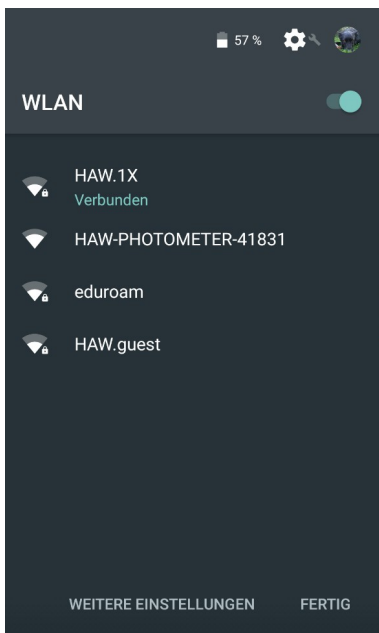 57 %
WLAN
HAW.1X
Verbunden
HAW-PHOTOMETER-41831
eduroam
HAW.guest
WEITERE EINSTELLUNGEN FERTIG